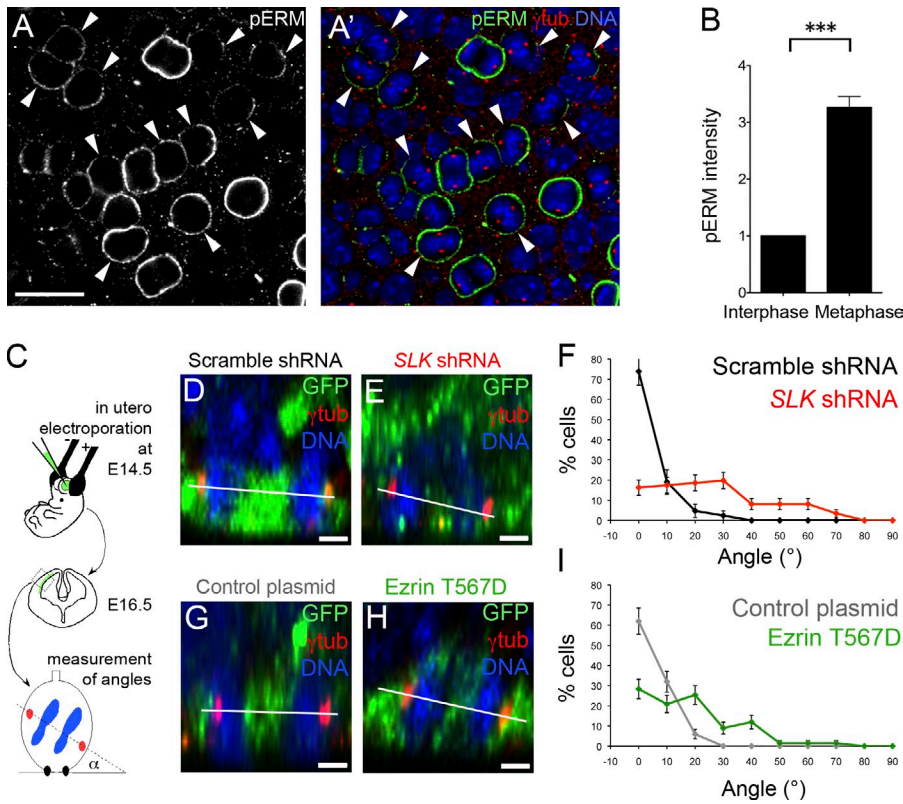 A
pERM
A'
pERM γtub DNA
B
***
pERM intensity
4
3
2
1
0
Interphase Metaphase
C
in utero
electroporation
at
E14.5
- +
E16.5
measurement
of angles
α
Scramble shRNA
D
GFP
γtub
DNA
SLK shRNA
E
GFP
γtub
DNA
F
Scramble shRNA
SLK shRNA
% cells
80
70
60
50
40
30
20
10
0
-10 0 10 20 30 40 50 60 70 80 90
Angle (°)
Control plasmid
G
GFP
γtub
DNA
Ezrin T567D
H
GFP
γtub
DNA
I
Control plasmid
Ezrin T567D
% cells
80
70
60
50
40
30
20
10
0
-10 0 10 20 30 40 50 60 70 80 90
Angle (°)